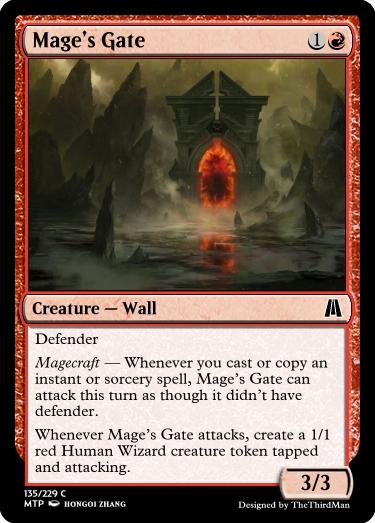 Mage's Gate 1
Creature — Wall
Defender
Magecraft — Whenever you cast or copy an
instant or sorcery spell, Mage's Gate can
attack this turn as though it didn't have
defender.
Whenever Mage's Gate attacks, create a 1/1
red Human Wizard creature token tapped
and attacking.
3/3
135/229 C
MTP HONGQI ZHANG
Designed by TheThirdMan